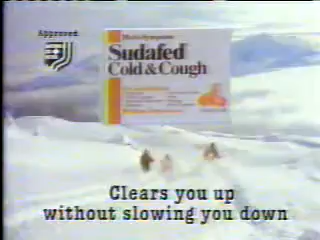 Approved
Multi-Symptom
Sudafed
Cold & Cough
Clears you up
without slowing you down